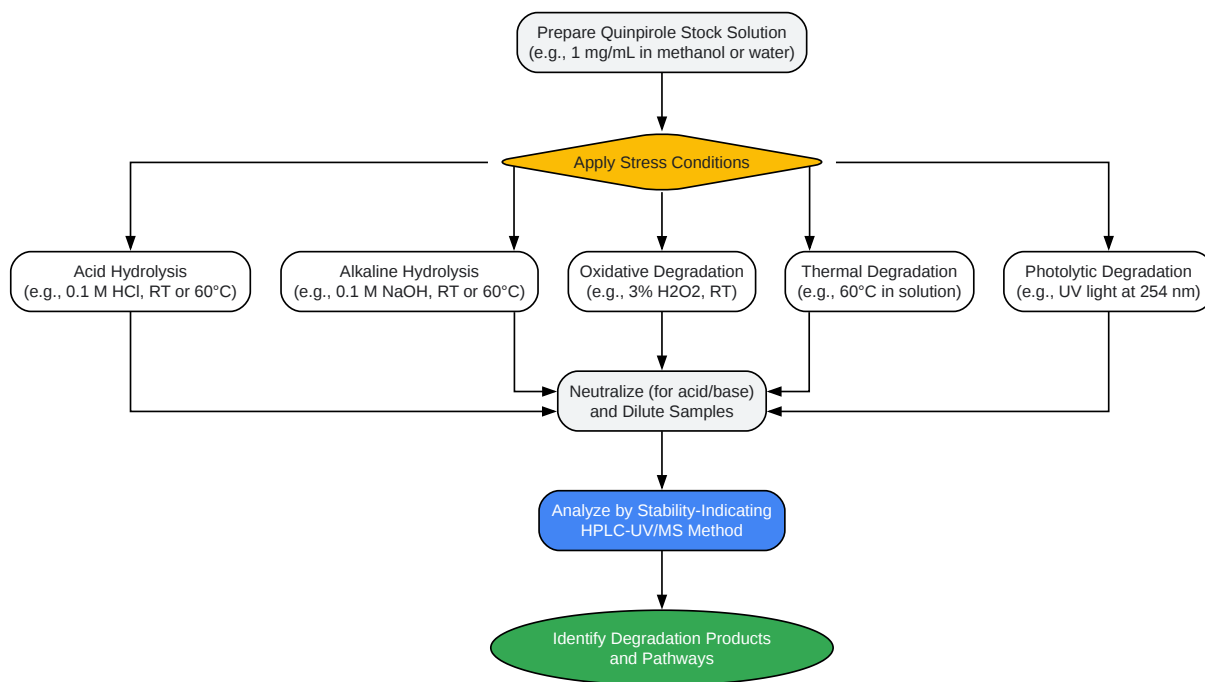 Prepare Quinpirole Stock Solution
(e.g., 1 mg/mL in methanol or water)
Apply Stress Conditions
Acid Hydrolysis
(e.g., 0.1 M HCl, RT or 60°C)
Alkaline Hydrolysis
(e.g., 0.1 M NaOH, RT or 60°C)
Oxidative Degradation
(e.g., 3% H2O2, RT)
Thermal Degradation
(e.g., 60°C in solution)
Photolytic Degradation
(e.g., UV light at 254 nm)
Neutralize (for acid/base)
and Dilute Samples
Analyze by Stability-Indicating
HPLC-UV/MS Method
Identify Degradation Products
and Pathways